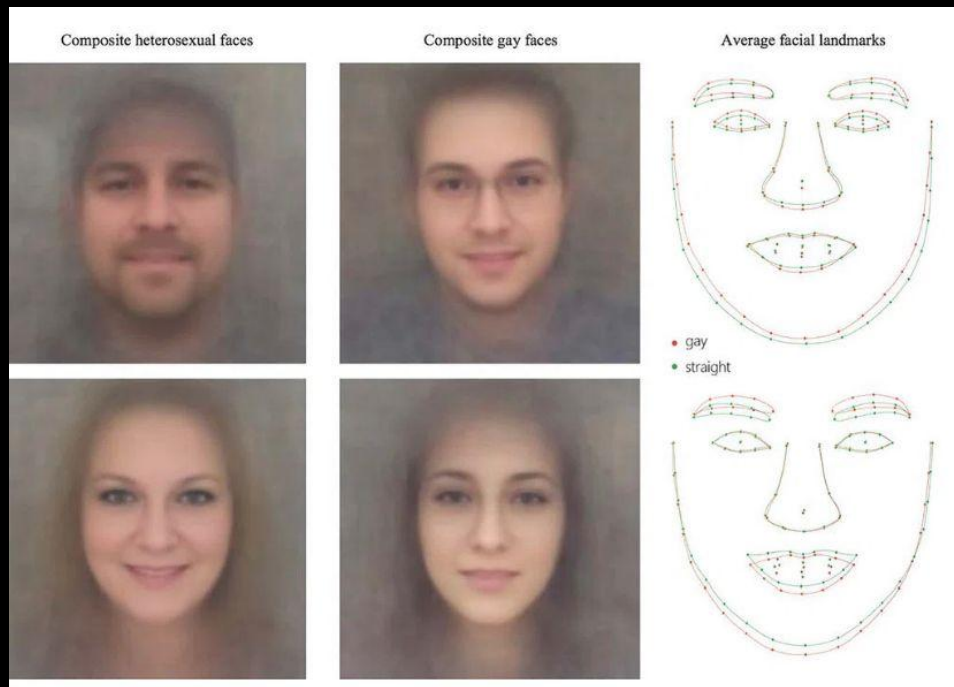 Composite heterosexual faces
Composite gay faces
Average facial landmarks
gay
straight